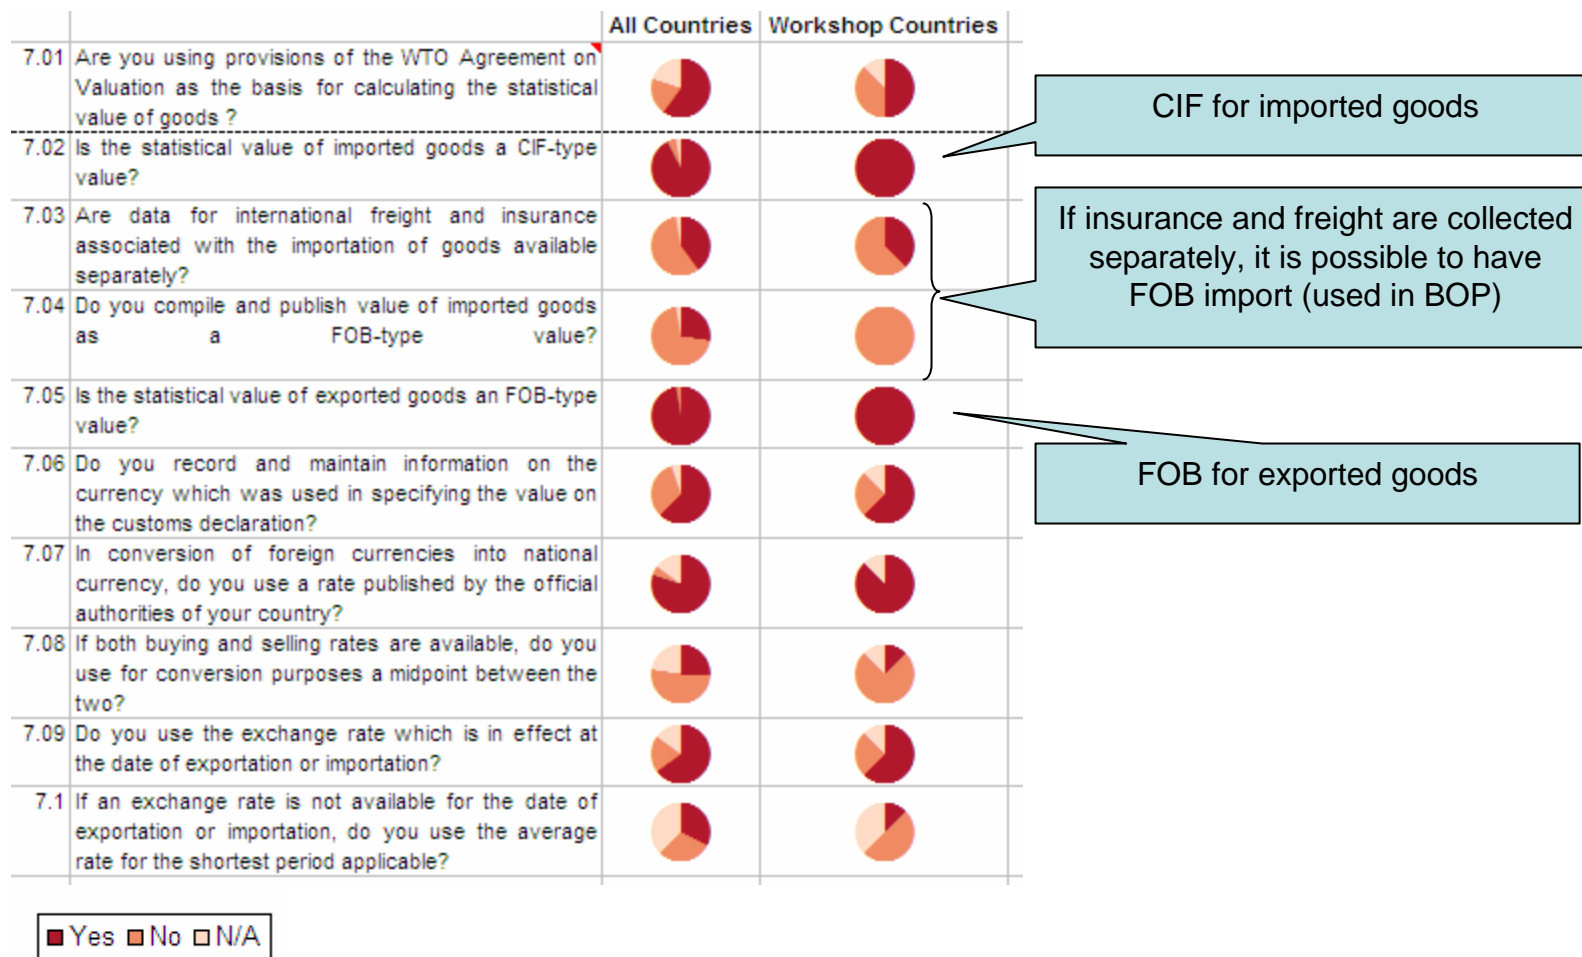 All Countries Workshop Countries
7.01 Are you using provisions of the WTO Agreement on
Valuation as the basis for calculating the statistical
value of goods ?
7.02 Is the statistical value of imported goods a CIF-type
value?
7.03 Are data for international freight and insurance
associated with the importation of goods available
separately?
7.04 Do you compile and publish value of imported goods
as a FOB-type value?
7.05 Is the statistical value of exported goods an FOB-type
value?
7.06 Do you record and maintain information on the
currency which was used in specifying the value on
the customs declaration?
7.07 In conversion of foreign currencies into national
currency, do you use a rate published by the official
authorities of your country?
7.08 If both buying and selling rates are available, do you
use for conversion purposes a midpoint between the
two?
7.09 Do you use the exchange rate which is in effect at
the date of exportation or importation?
7.1 If an exchange rate is not available for the date of
exportation or importation, do you use the average
rate for the shortest period applicable?
Yes No N/A
CIF for imported goods
If insurance and freight are collected
separately, it is possible to have
FOB import (used in BOP)
FOB for exported goods